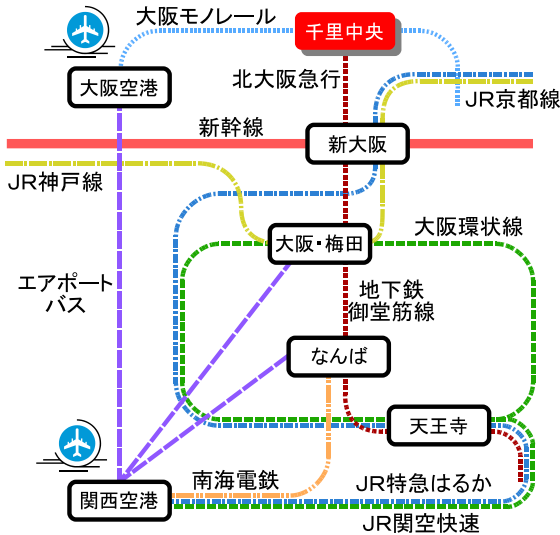 大阪モノレール
千里中央
大阪空港
北大阪急行
JR京都線
新幹線
新大阪
JR神戸線
大阪・梅田
大阪環状線
エアポート
バス
地下鉄
御堂筋線
なんば
天王寺
関西空港
南海電鉄
JR特急はるか
JR関空快速